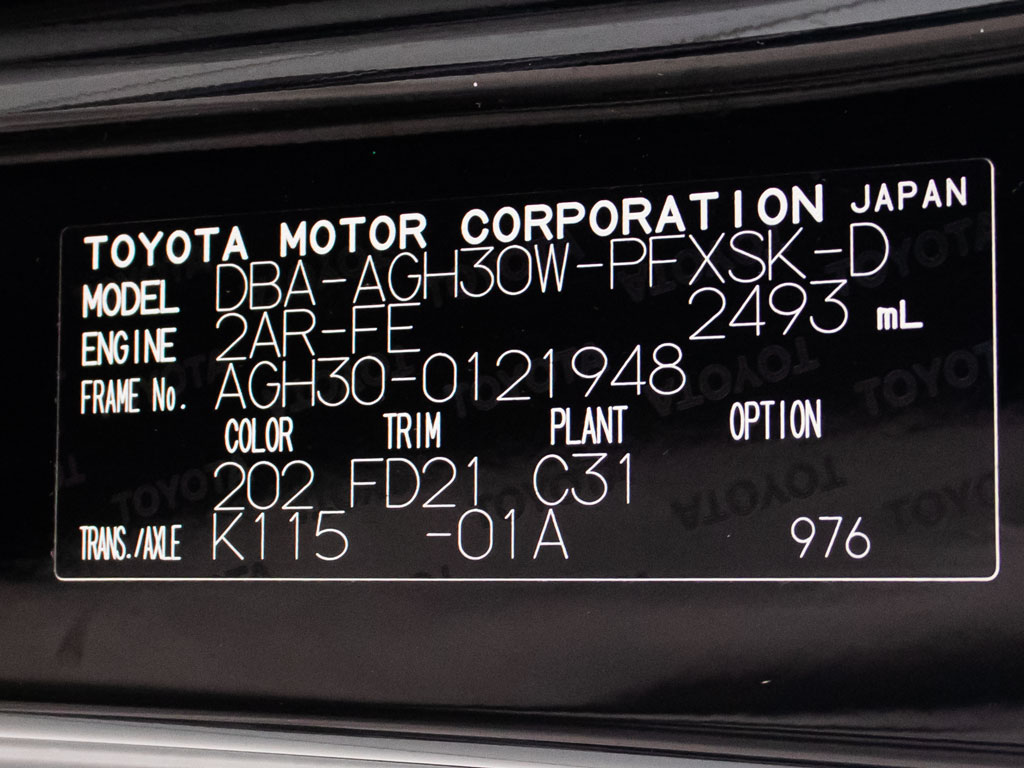 TOYOTA MOTOR CORPORATION JAPAN
MODEL DBA-AGH30W-PFXSK-D
ENGINE 2AR-FE 2493 mL
FRAME No. AGH30-0121948
COLOR TRIM PLANT OPTION
202 FD21 C31
TRANS./AXLE K115 -01A 976